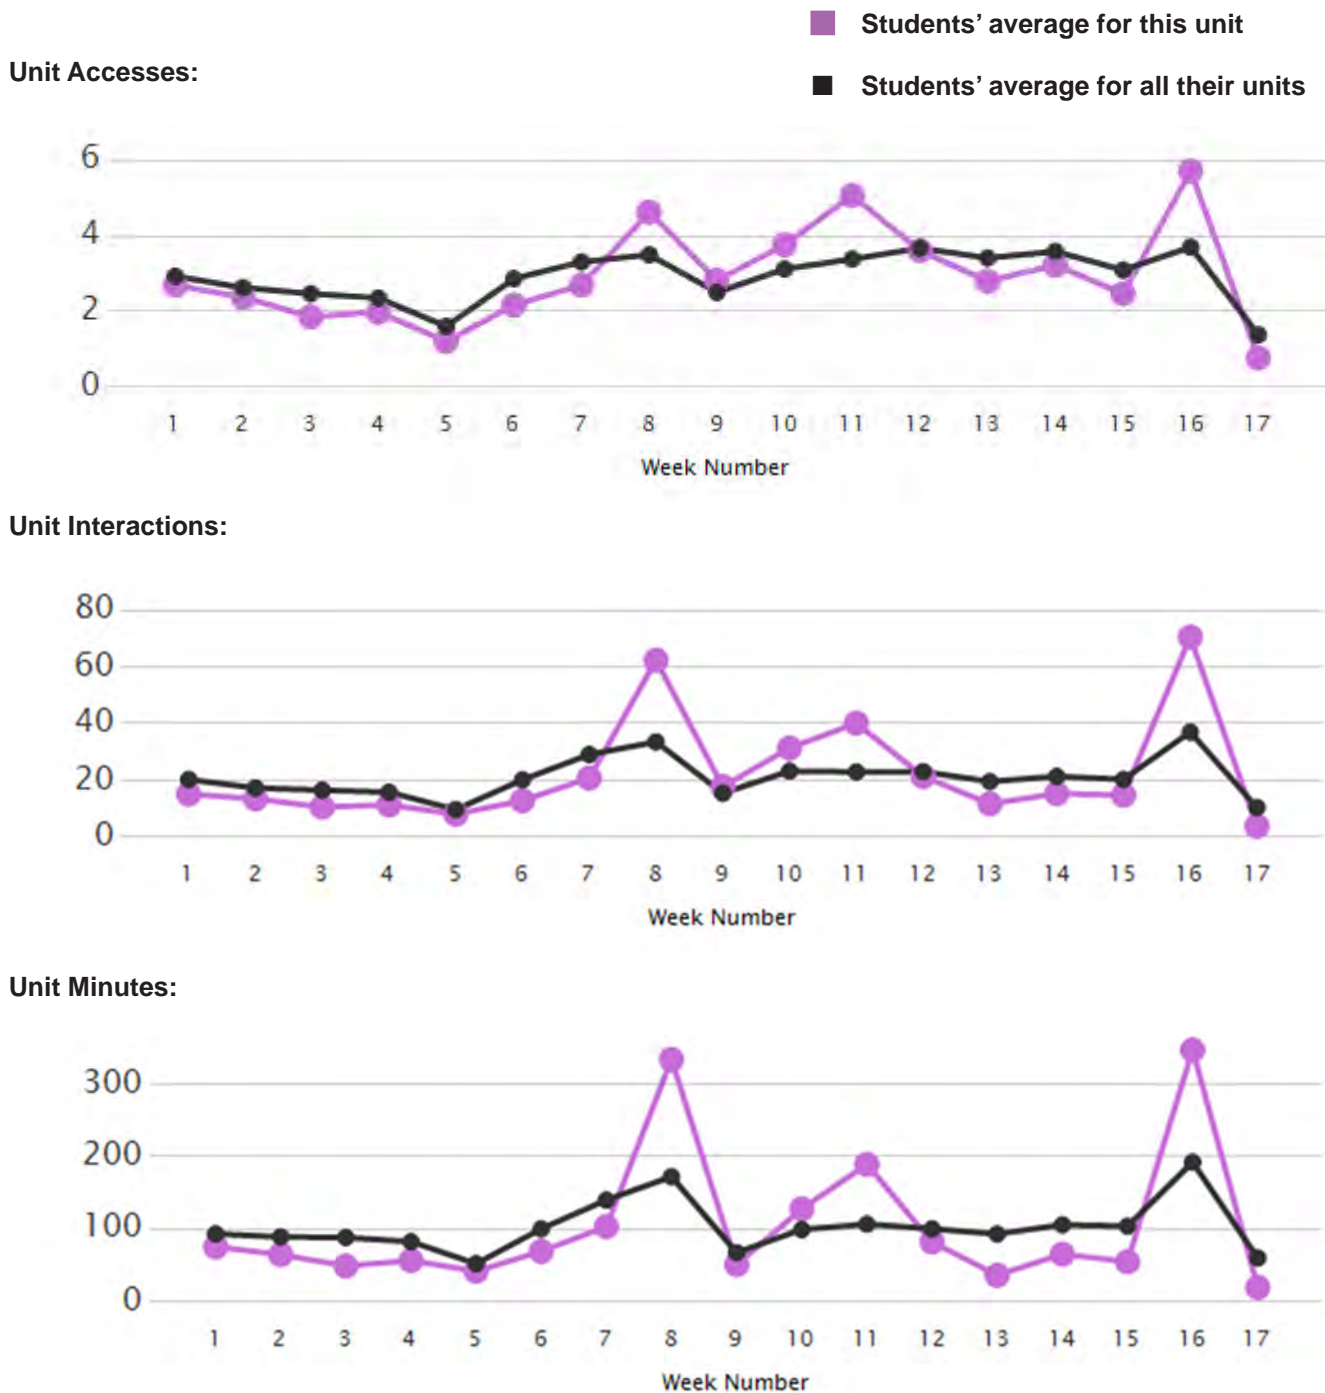 Students’ average for this unit
Unit Accesses:
Students’ average for all their units
6
4
2
0
1 2 3 4 5 6 7 8 9 10 11 12 13 14 15 16 17
Week Number
Unit Interactions:
80
60
40
20
0
1 2 3 4 5 6 7 8 9 10 11 12 13 14 15 16 17
Week Number
Unit Minutes:
300
200
100
0
1 2 3 4 5 6 7 8 9 10 11 12 13 14 15 16 17
Week Number